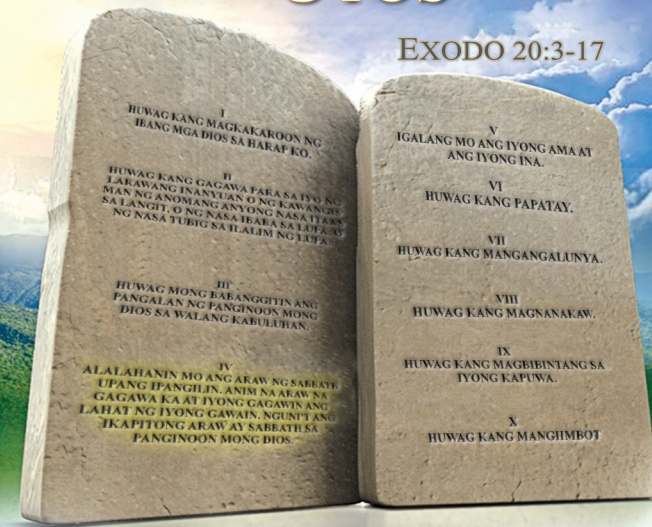 EXODO 20:3-17
I
HUWAG KANG MAGKAKAROON NG
IBANG MGA DIOS SA HARAP KO.
II
HUWAG KANG GAGAWA PARA SA IYO NG
LARAWANG INANYUAN O NG KAWANGIS
MAN NG ANOMANG ANYONG NASA ITAAS
SA LANGIT, O NG NASA IBABA SA LUPA, O
NG NASA TUBIG SA ILALIM NG LUPA
III
HUWAG MONG BABANGGITIN ANG
PANGALAN NG PANGINOON MONG
DIOS SA WALANG KABULUHAN.
IV
ALALAHANIN MO ANG ARAW NG SABBATH
UPANG IPANGILIN. ANIM NA ARAW NA
GAGAWA KA AT IYONG GAGAWIN ANG
LAHAT NG IYONG GAWAIN. NGUNI'T ANG
IKAPITONG ARAW AY SABBATH SA
PANGINOON MONG DIOS.
V
IGALANG MO ANG IYONG AMA AT
ANG IYONG INA.
VI
HUWAG KANG PAPATAY.
VII
HUWAG KANG MANGANGALUNYA.
VIII
HUWAG KANG MAGNANAKAW.
IX
HUWAG KANG MAGBIBINTANG SA
IYONG KAPUWA.
X
HUWAG KANG MANGIIMBOT